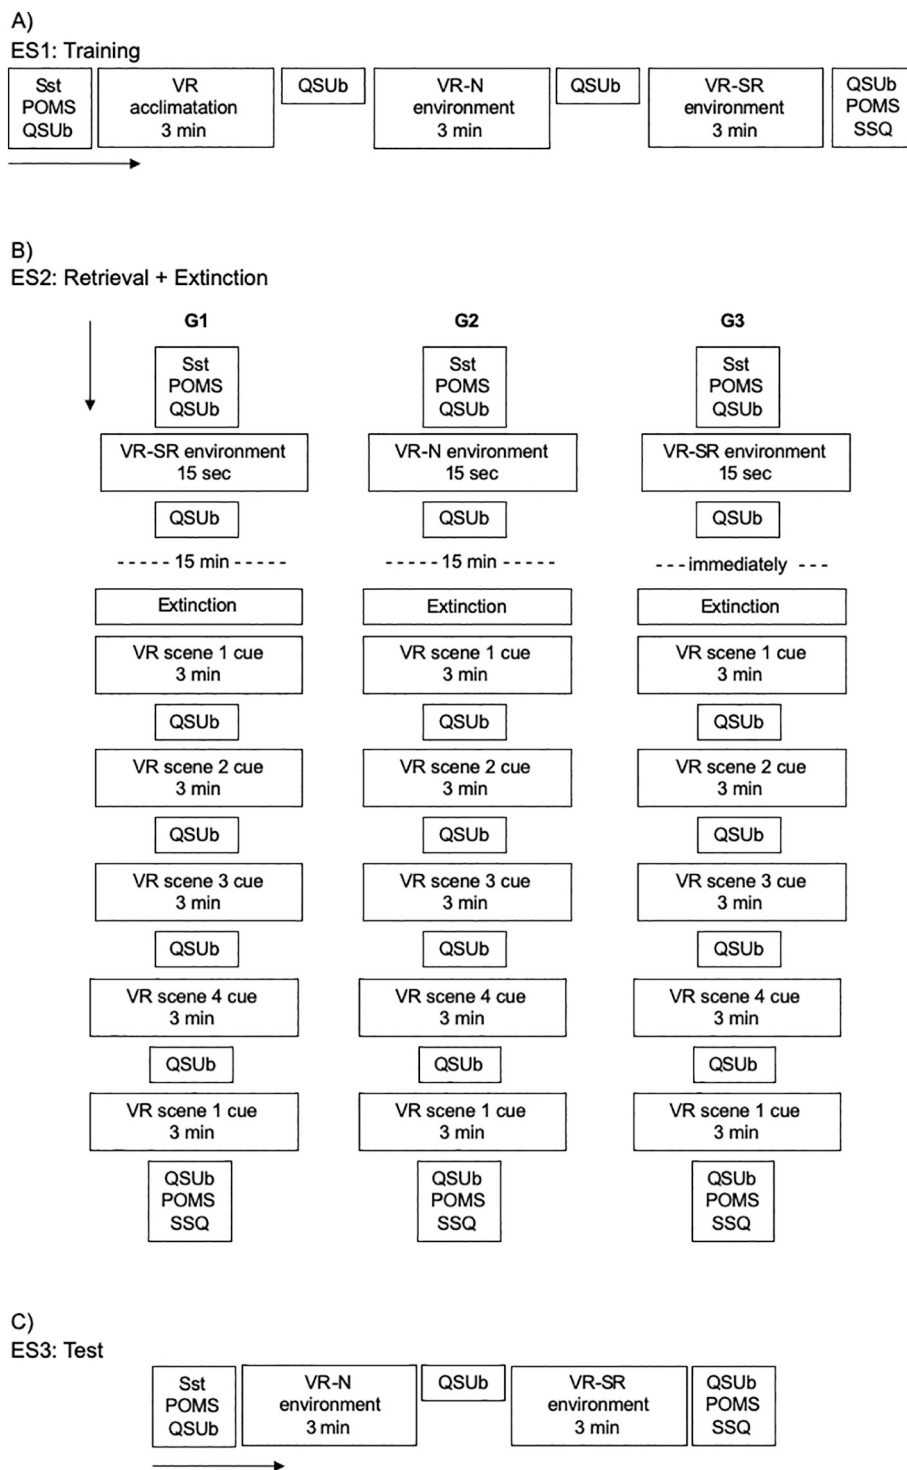 A)
ES1: Training
Sst
POMS
QSUb
VR
acclimatation
3 min
QSUb
VR-N
environment
3 min
QSUb
VR-SR
environment
3 min
QSUb
POMS
SSQ
B)
ES2: Retrieval + Extinction
G1 G2 G3
Sst Sst Sst
POMS POMS POMS
QSUb QSUb QSUb
VR-SR environment VR-N environment VR-SR environment
15 sec 15 sec 15 sec
QSUb QSUb QSUb
- - - - - 15 min - - - - - - - - - - 15 min - - - - - - - -immediately - - -
Extinction Extinction Extinction
VR scene 1 cue VR scene 1 cue VR scene 1 cue
3 min 3 min 3 min
QSUb QSUb QSUb
VR scene 2 cue VR scene 2 cue VR scene 2 cue
3 min 3 min 3 min
QSUb QSUb QSUb
VR scene 3 cue VR scene 3 cue VR scene 3 cue
3 min 3 min 3 min
QSUb QSUb QSUb
VR scene 4 cue VR scene 4 cue VR scene 4 cue
3 min 3 min 3 min
QSUb QSUb QSUb
VR scene 1 cue VR scene 1 cue VR scene 1 cue
3 min 3 min 3 min
QSUb QSUb QSUb
POMS POMS POMS
SSQ SSQ SSQ
C)
ES3: Test
Sst
POMS
QSUb
VR-N
environment
3 min
QSUb
VR-SR
environment
3 min
QSUb
POMS
SSQ